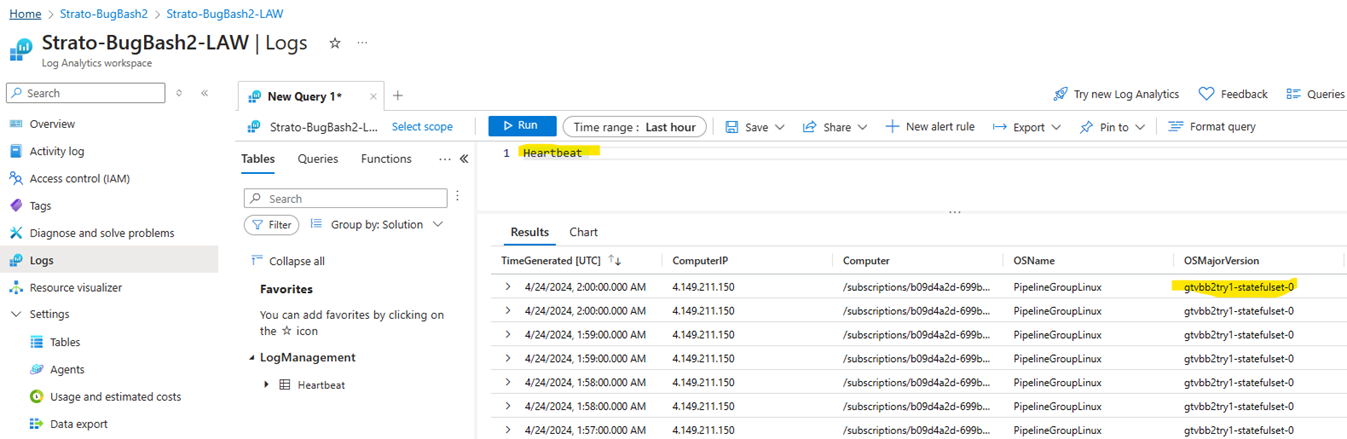 Home > Strato-BugBash2 > Strato-BugBash2-LAW
Strato-BugBash2-LAW | Logs
Log Analytics workspace
Search
Overview
Activity log
Access control (IAM)
Tags
Diagnose and solve problems
Logs
Resource visualizer
Settings
Tables
Agents
Usage and estimated costs
Data export
New Query 1*
Try new Log Analytics
Feedback
Queries
Strato-BugBash2-L... Select scope
Run
Time range : Last hour
Save
Share
New alert rule
Export
Pin to
Format query
Tables Queries Functions ...
Search
Filter
Group by: Solution
Collapse all
Favorites
You can add favorites by clicking on
the ☆ icon
LogManagement
Heartbeat
1 Heartbeat
...
Results Chart
TimeGenerated [UTC] ComputerIP Computer OSName OSMajorVersion
4/24/2024, 2:00:00.000 AM 4.149.211.150 /subscriptions/b09d4a2d-699b... PipelineGroupLinux gtvbb2try1-statefulset-0
4/24/2024, 2:00:00.000 AM 4.149.211.150 /subscriptions/b09d4a2d-699b... PipelineGroupLinux gtvbb2try1-statefulset-0
4/24/2024, 1:59:00.000 AM 4.149.211.150 /subscriptions/b09d4a2d-699b... PipelineGroupLinux gtvbb2try1-statefulset-0
4/24/2024, 1:59:00.000 AM 4.149.211.150 /subscriptions/b09d4a2d-699b... PipelineGroupLinux gtvbb2try1-statefulset-0
4/24/2024, 1:58:00.000 AM 4.149.211.150 /subscriptions/b09d4a2d-699b... PipelineGroupLinux gtvbb2try1-statefulset-0
4/24/2024, 1:58:00.000 AM 4.149.211.150 /subscriptions/b09d4a2d-699b... PipelineGroupLinux gtvbb2try1-statefulset-0
4/24/2024, 1:57:00.000 AM 4.149.211.150 /subscriptions/b09d4a2d-699b... PipelineGroupLinux gtvbb2try1-statefulset-0